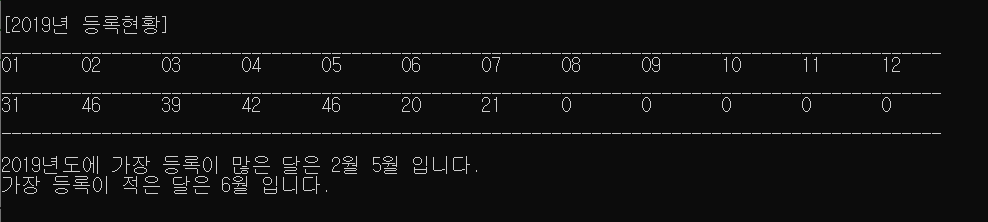 [2019년 등록현황]
01 02 03 04 05 06 07 08 09 10 11 12
31 46 39 42 46 20 21 0 0 0 0 0
2019년도에 가장 등록이 많은 달은 2월 5월 입니다.
가장 등록이 적은 달은 6월 입니다.